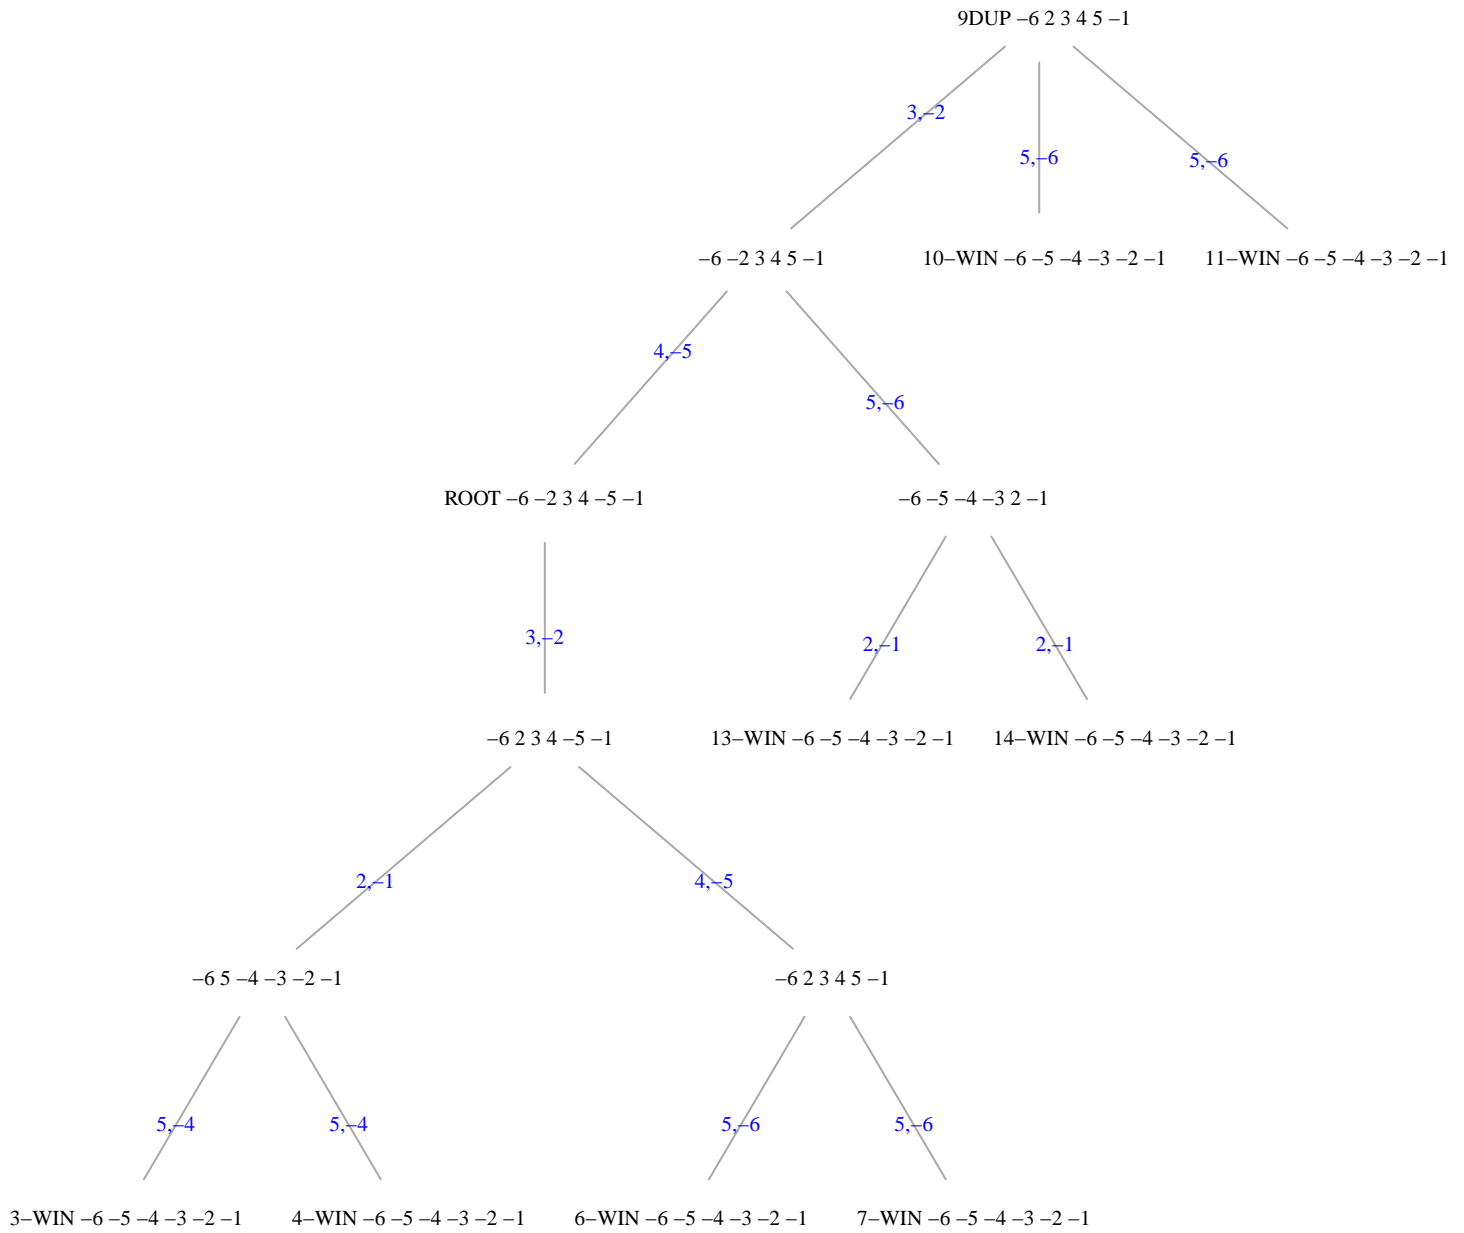 9DUP –6 2 3 4 5 –1
3,–2
5,–6
5,–6
–6 –2 3 4 5 –1
10–WIN –6 –5 –4 –3 –2 –1
11–WIN –6 –5 –4 –3 –2 –1
4,–5
5,–6
ROOT –6 –2 3 4 –5 –1
–6 –5 –4 –3 2 –1
3,–2
2,–1
2,–1
–6 2 3 4 –5 –1
13–WIN –6 –5 –4 –3 –2 –1
14–WIN –6 –5 –4 –3 –2 –1
2,–1
4,–5
–6 5 –4 –3 –2 –1
–6 2 3 4 5 –1
5,–4
5,–4
5,–6
5,–6
3–WIN –6 –5 –4 –3 –2 –1
4–WIN –6 –5 –4 –3 –2 –1
6–WIN –6 –5 –4 –3 –2 –1
7–WIN –6 –5 –4 –3 –2 –1